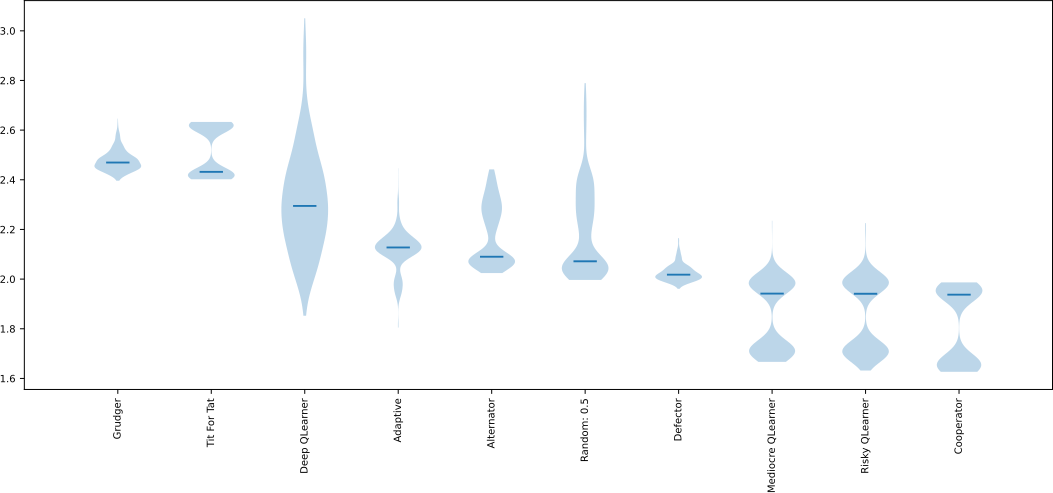 3.0
2.8
2.6
2.4
2.2
2.0
1.8
1.6
Grudger
Tit For Tat
Deep QLearner
Adaptive
Alternator
Random: 0.5
Defector
Mediocre QLearner
Risky QLearner
Cooperator